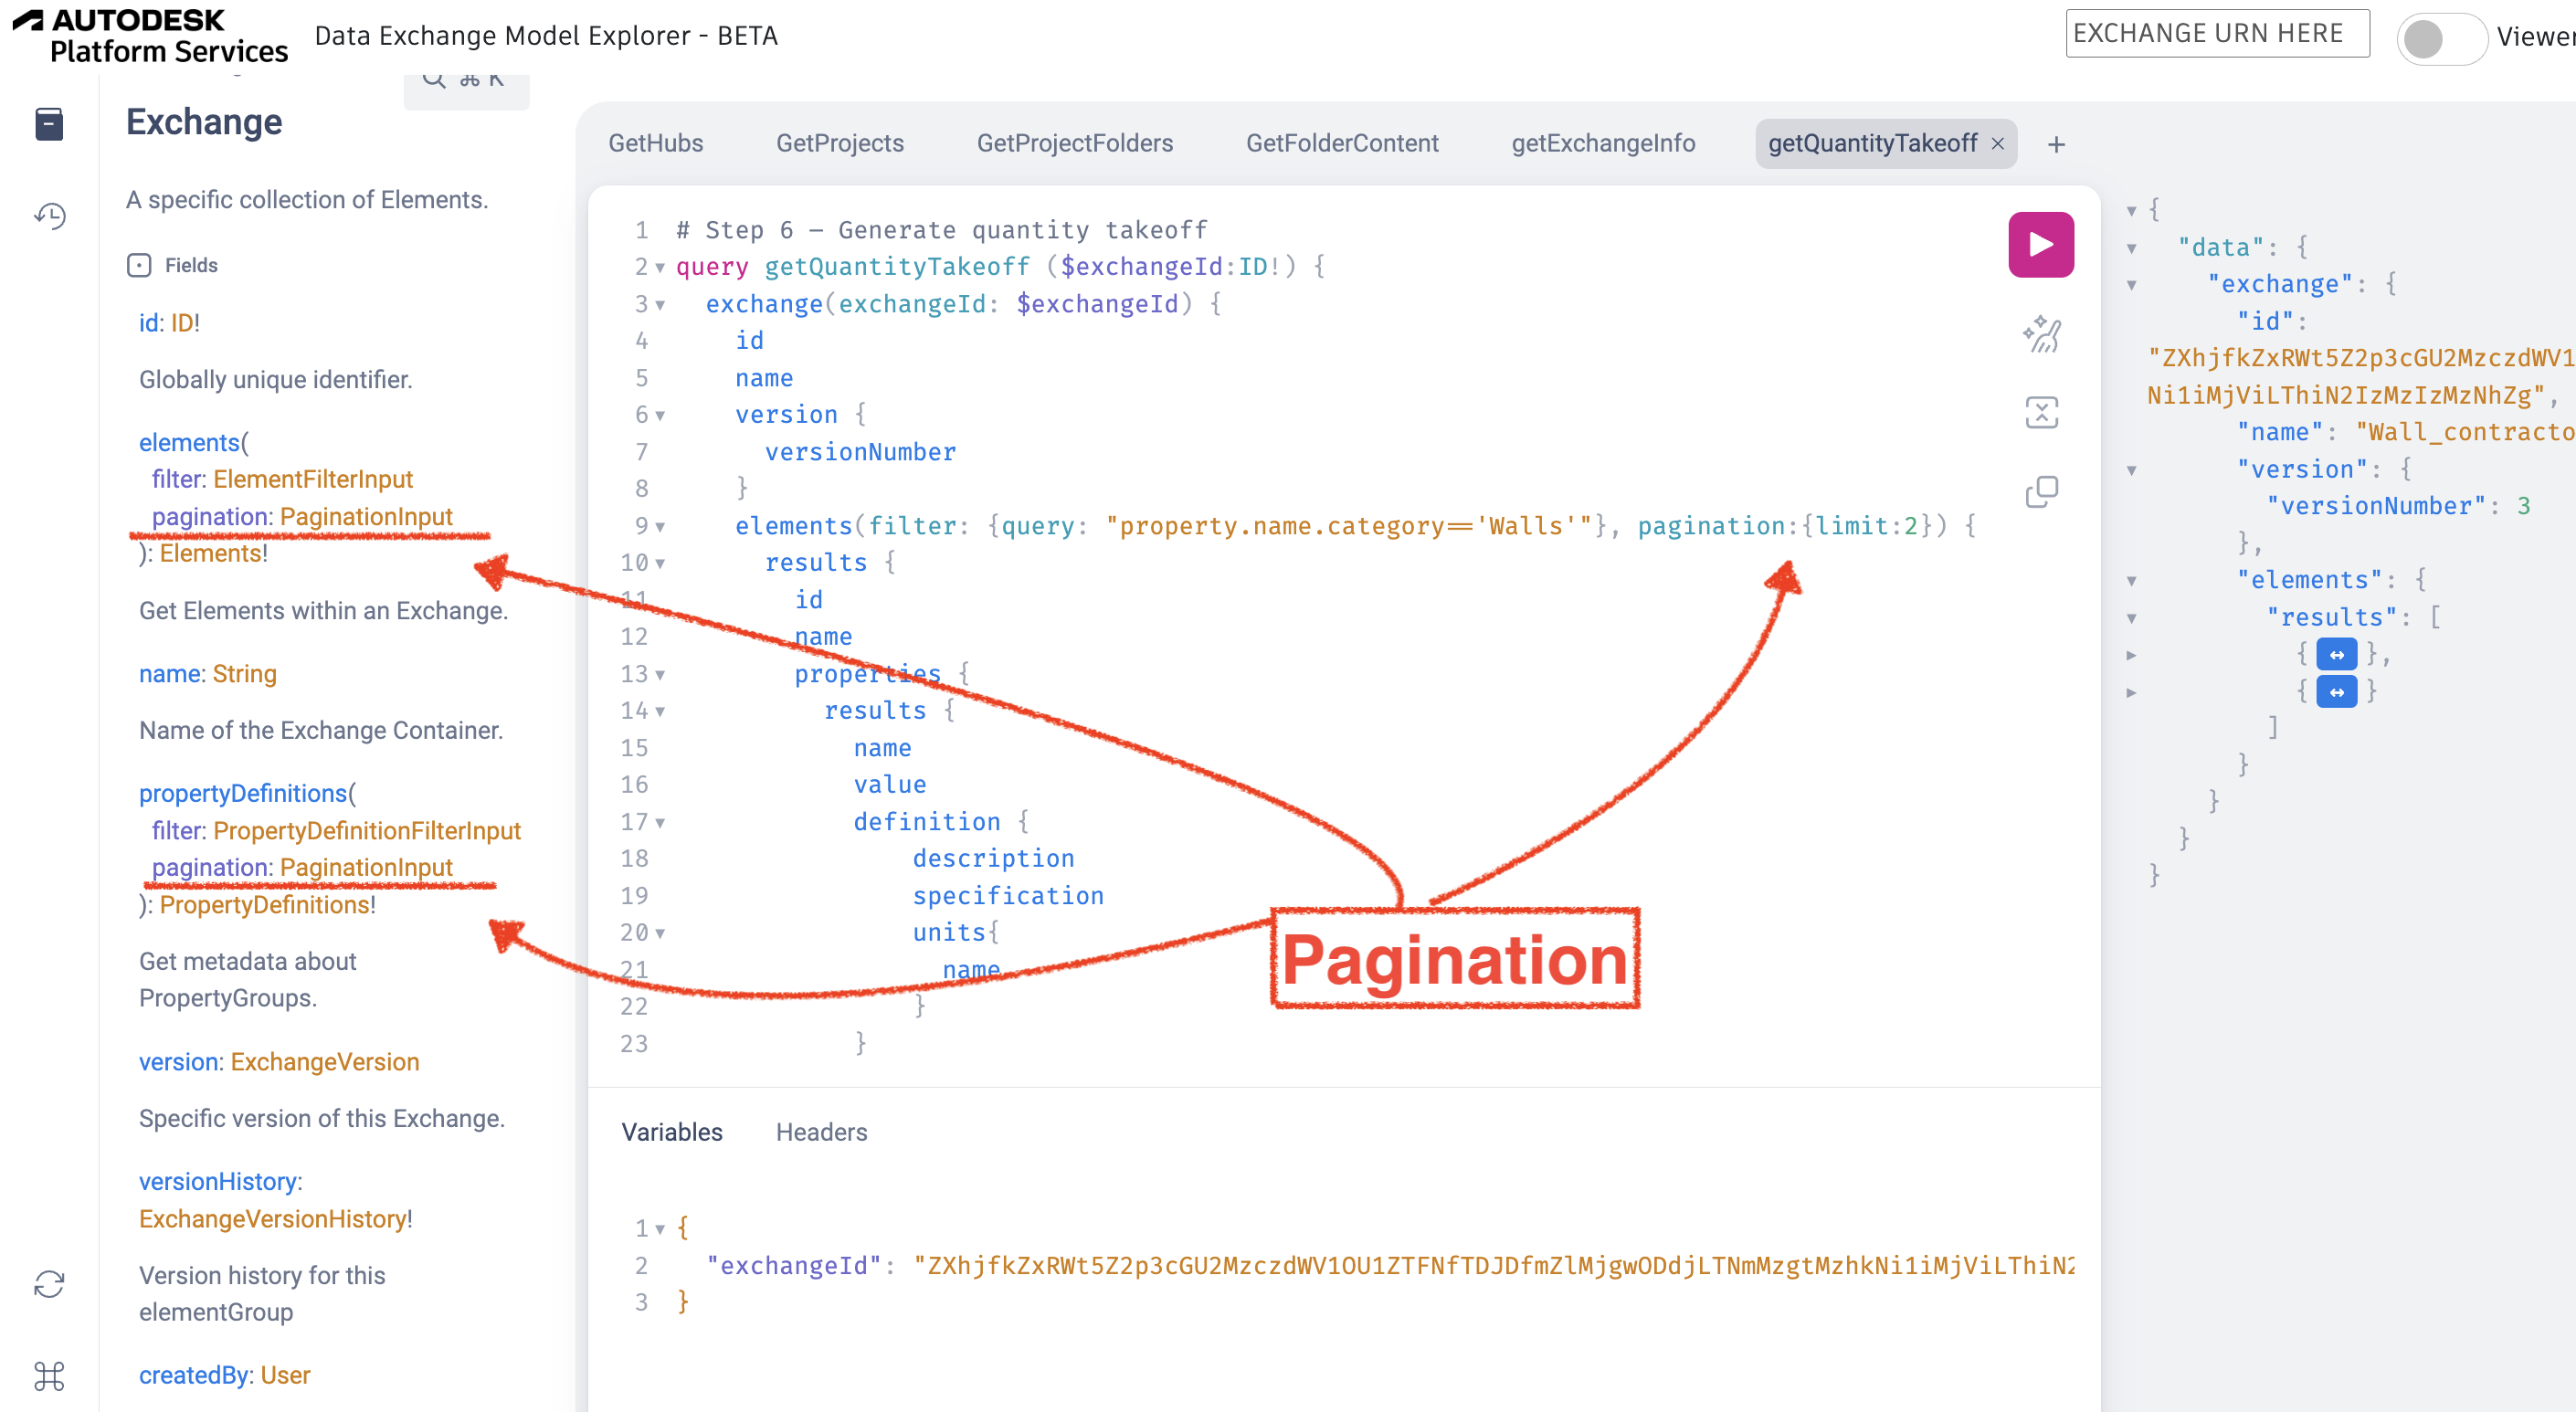 AUTODESK
Platform Services
Data Exchange Model Explorer - BETA
EXCHANGE URN HERE
Viewer
⌘ K
Exchange
A specific collection of Elements.
Fields
id: ID!
Globally unique identifier.
elements(
filter: ElementFilterInput
pagination: PaginationInput
): Elements!
Get Elements within an Exchange.
name: String
Name of the Exchange Container.
propertyDefinitions(
filter: PropertyDefinitionFilterInput
pagination: PaginationInput
): PropertyDefinitions!
Get metadata about
PropertyGroups.
version: ExchangeVersion
Specific version of this Exchange.
versionHistory:
ExchangeVersionHistory!
Version history for this
elementGroup
createdBy: User
GetHubs
GetProjects
GetProjectFolders
GetFolderContent
getExchangeInfo
getQuantityTakeoff
1 # Step 6 – Generate quantity takeoff
2 query getQuantityTakeoff ($exchangeId:ID!) {
3 exchange(exchangeId: $exchangeId) {
4 id
5 name
6 version {
7 versionNumber
8 }
9 elements(filter: {query: "property.name.category=='Walls'"}, pagination:{limit:2}) {
10 results {
11 id
12 name
13 properties {
14 results {
15 name
16 value
17 definition {
18 description
19 specification
20 units{
21 name
22 }
23 }
Pagination
Variables
Headers
1 {
2 "exchangeId": "ZXhjfkZxRWt5Z2p3cGU2MzczdWV1OU1ZTFNfTDJDfmZlMjgwODdjLTNmMzgtMzhkNi1iMjViLThiN2
3 }
{
"data": {
"exchange": {
"id":
"ZXhjfkZxRWt5Z2p3cGU2MzczdWV1
Ni1iMjViLThiN2IzMzIzMzNhZg",
"name": "Wall_contracto
"version": {
"versionNumber": 3
},
"elements": {
"results": [
{ ↔ },
{ ↔ }
]
}
}
}
}